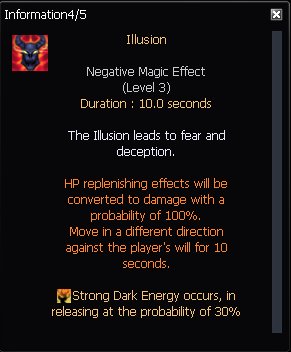 Information4/5
Illusion
Negative Magic Effect
(Level 3)
Duration : 10.0 seconds
The Illusion leads to fear and
deception.
HP replenishing effects will be
converted to damage with a
probability of 100%.
Move in a different direction
against the player's will for 10
seconds.
Strong Dark Energy occurs, in
releasing at the probability of 30%